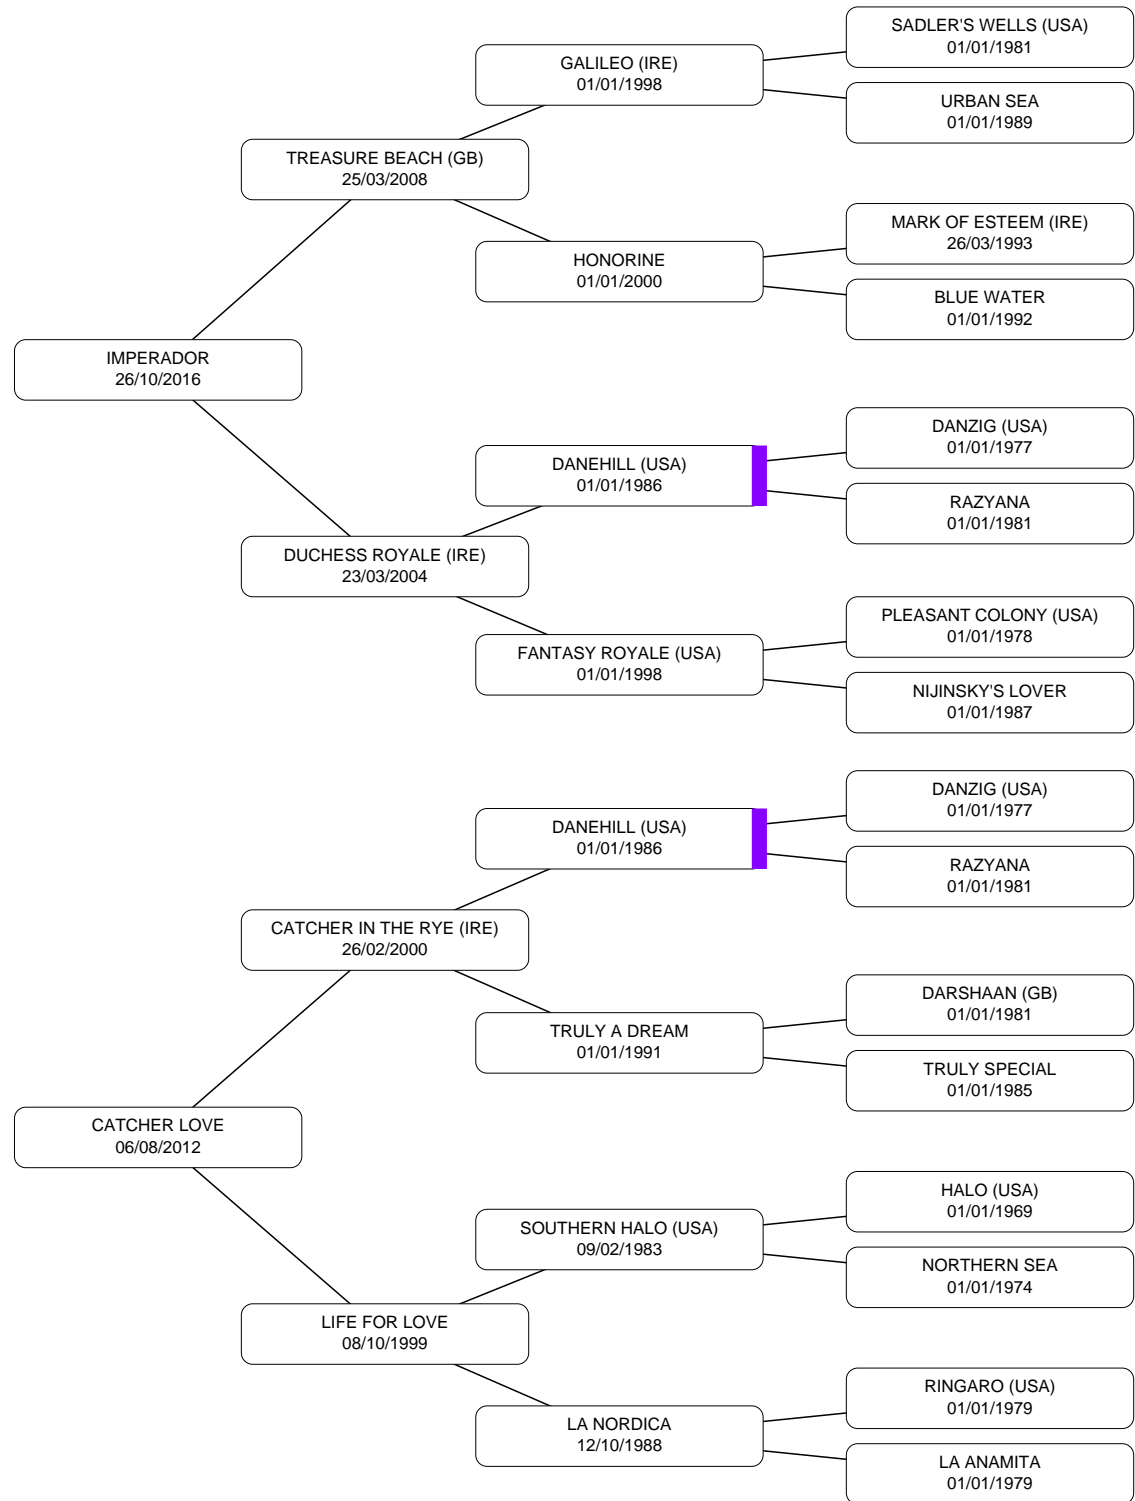 SADLER'S WELLS (USA)
01/01/1981
GALILEO (IRE)
01/01/1998
URBAN SEA
01/01/1989
TREASURE BEACH (GB)
25/03/2008
MARK OF ESTEEM (IRE)
26/03/1993
HONORINE
01/01/2000
BLUE WATER
01/01/1992
IMPERADOR
26/10/2016
DANZIG (USA)
01/01/1977
DANEHILL (USA)
01/01/1986
RAZYANA
01/01/1981
DUCHESS ROYALE (IRE)
23/03/2004
PLEASANT COLONY (USA)
01/01/1978
FANTASY ROYALE (USA)
01/01/1998
NIJINSKY'S LOVER
01/01/1987
DANZIG (USA)
01/01/1977
DANEHILL (USA)
01/01/1986
RAZYANA
01/01/1981
CATCHER IN THE RYE (IRE)
26/02/2000
DARSHAAN (GB)
01/01/1981
TRULY A DREAM
01/01/1991
TRULY SPECIAL
01/01/1985
CATCHER LOVE
06/08/2012
HALO (USA)
01/01/1969
SOUTHERN HALO (USA)
09/02/1983
NORTHERN SEA
01/01/1974
LIFE FOR LOVE
08/10/1999
RINGARO (USA)
01/01/1979
LA NORDICA
12/10/1988
LA ANAMITA
01/01/1979